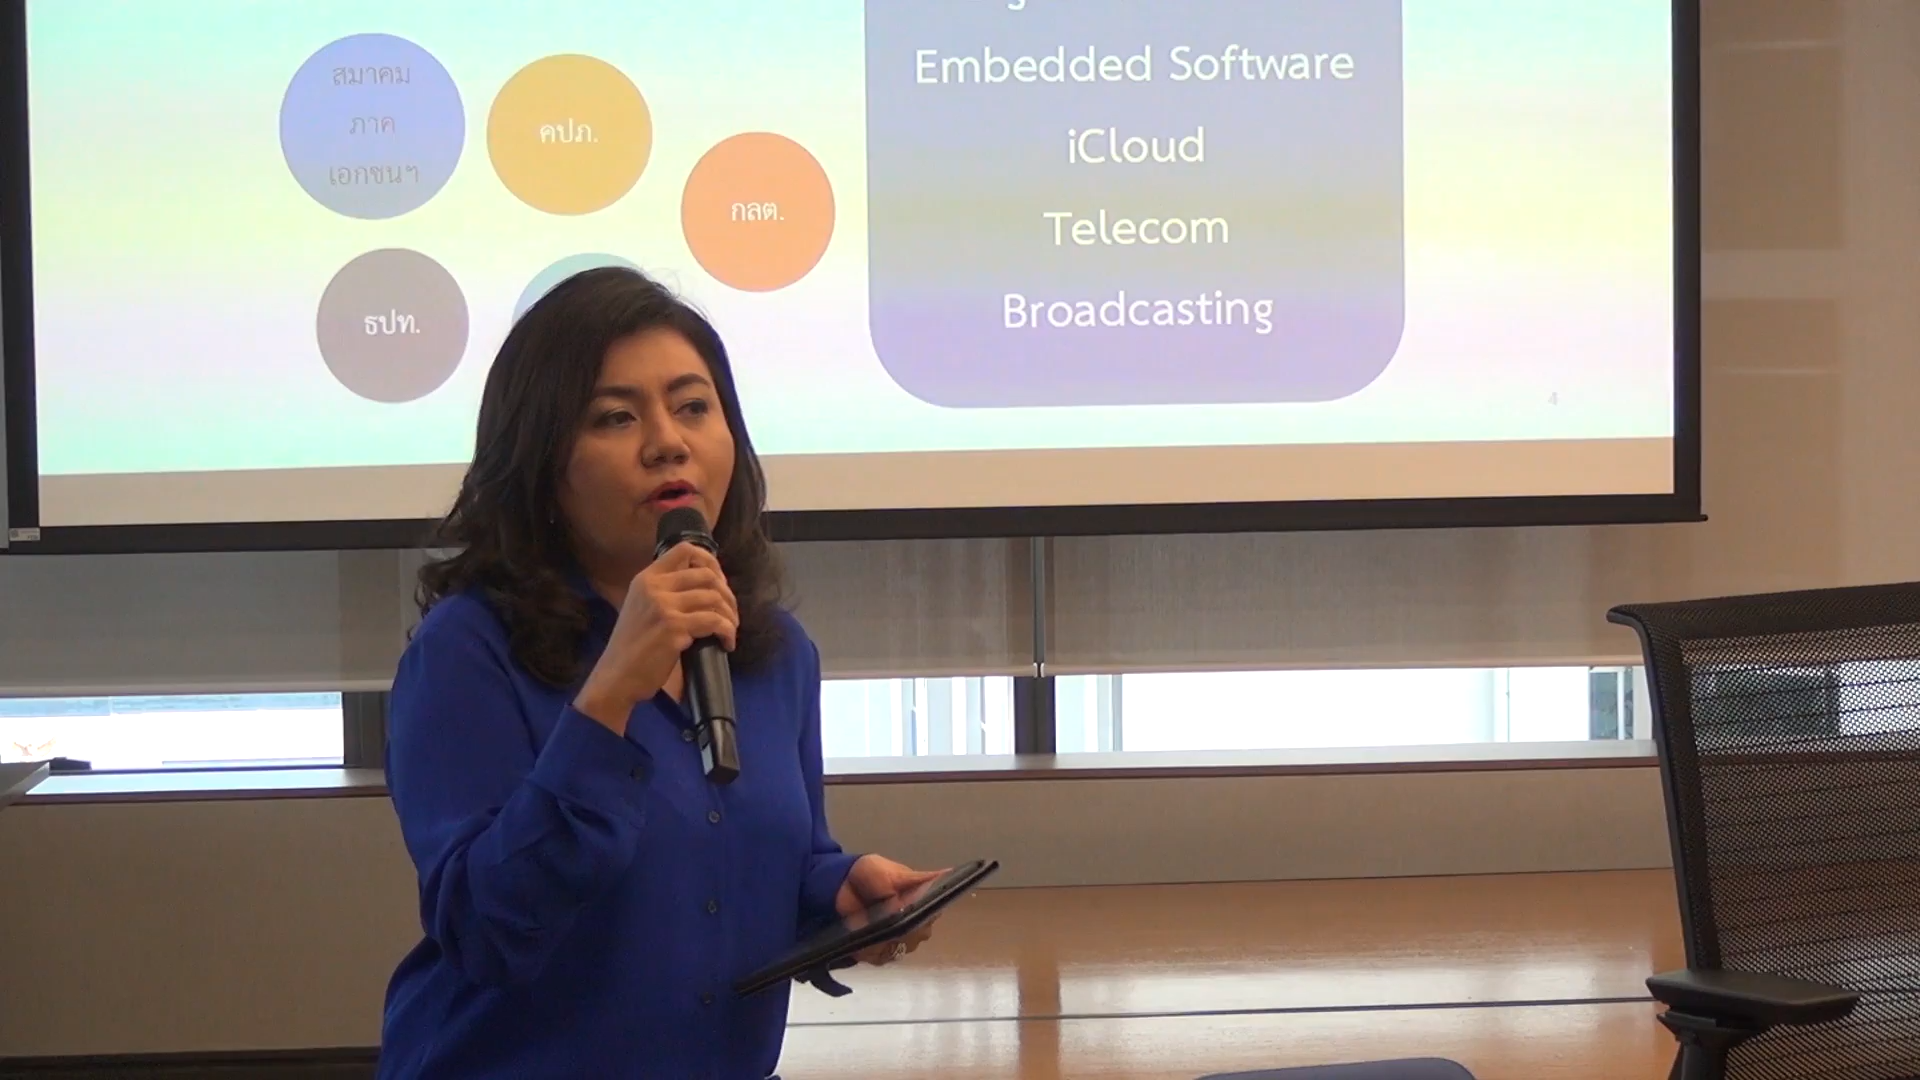 สมาคม
ภาค
เอกชนฯ
คปภ.
กลต.
ธปท.
Embedded Software
iCloud
Telecom
Broadcasting
4